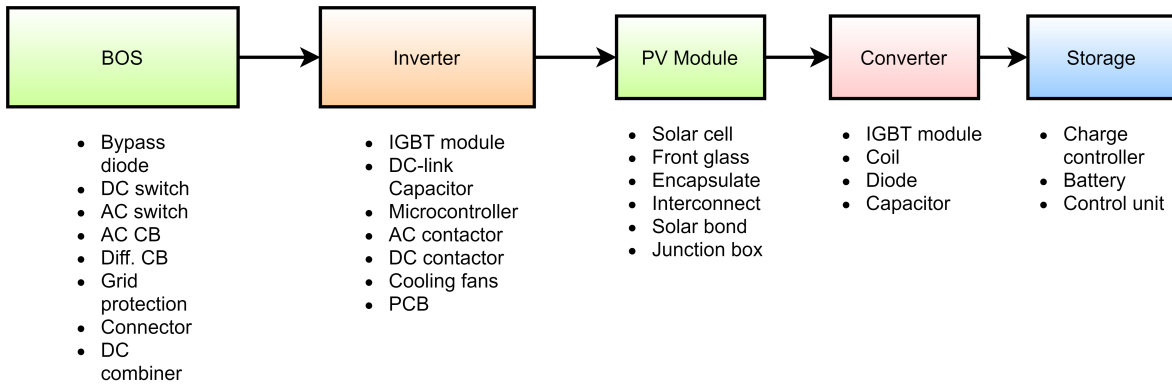 BOS
Inverter
PV Module
Converter
Storage
• Bypass
diode
• DC switch
• AC switch
• AC CB
• Diff. CB
• Grid
protection
• Connector
• DC
combiner
• IGBT module
• DC-link
Capacitor
• Microcontroller
• AC contactor
• DC contactor
• Cooling fans
• PCB
• Solar cell
• Front glass
• Encapsulate
• Interconnect
• Solar bond
• Junction box
• IGBT module
• Coil
• Diode
• Capacitor
• Charge
controller
• Battery
• Control unit